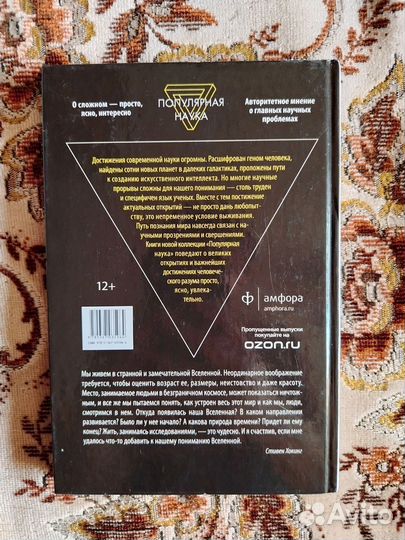 О сложном — просто,
ясно, интересно
ПОПУЛЯРНАЯ
НАУКА
Авторитетное мнение
о главных научных
проблемах
Достижения современной науки огромны. Расшифрован геном человека,
найдены сотни новых планет в далеких галактиках, проложены пути
к созданию искусственного интеллекта. Но многие научные
прорывы сложны для нашего понимания — столь труден
и специфичен язык ученых. Вместе с тем постижение
актуальных открытий — не просто дань любопыт-
ству, это непременное условие выживания.
Путь познания мира навсегда связан с на-
учными прозрениями и свершениями.
Книги новой коллекции «Популярная
наука» поведают о великих
открытиях и важнейших
достижениях человечес-
кого разума просто,
ясно, увлека-
тельно.
12+
амфора
amphora.ru
Пропущенные выпуски
покупайте на
ozon.ru
Мы живем в странной и замечательной Вселенной. Неординарное воображение
требуется, чтобы оценить возраст ее, размеры, неистовство и даже красоту.
Место, занимаемое людьми в безграничном космосе, может показаться ничтож-
ным, и все же мы пытаемся понять, как устроен весь этот мир и как мы, люди,
смотримся в нем. Откуда появилась наша Вселенная? В каком направлении
развивается? Было ли у нее начало? А какова природа времени? Придет ли ему
конец? Жить, занимаясь исследованиями, — это чудесно. И я счастлив, если мне
удалось что-то добавить к нашему пониманию Вселенной.
Стивен Хокинг
Avito